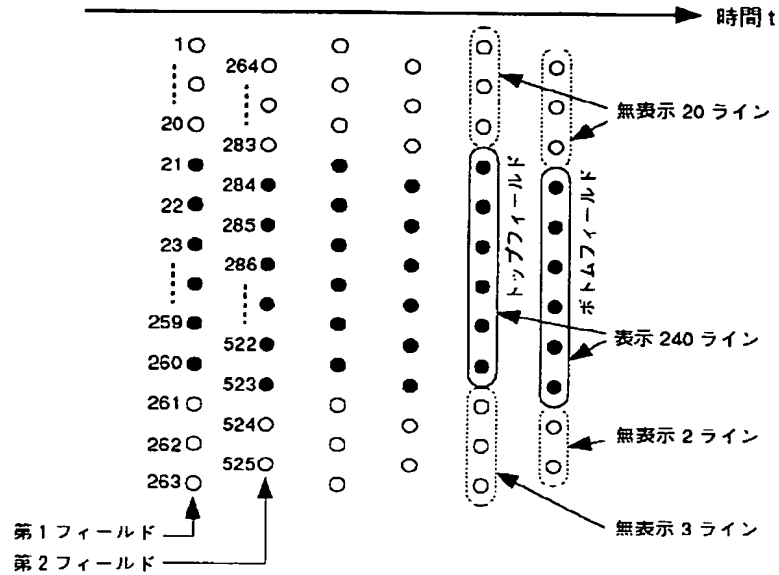 時間 t
1
20
21
22
23
259
260
261
262
263
264
283
284
285
286
522
523
524
525
トップフィールド
ボトムフィールド
無表示 20 ライン
表示 240 ライン
無表示 2 ライン
無表示 3 ライン
第1フィールド
第2フィールド